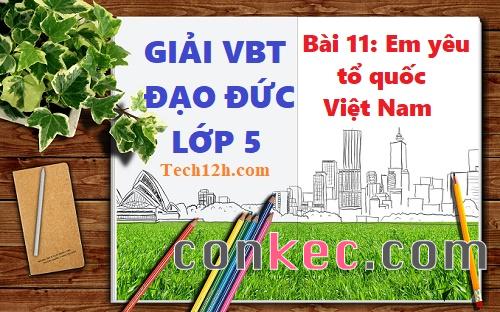 GIẢI VBT
ĐẠO ĐỨC
LỚP 5
Tech12h.com
Bài 11: Em yêu
tổ quốc
Việt Nam
conkec.com